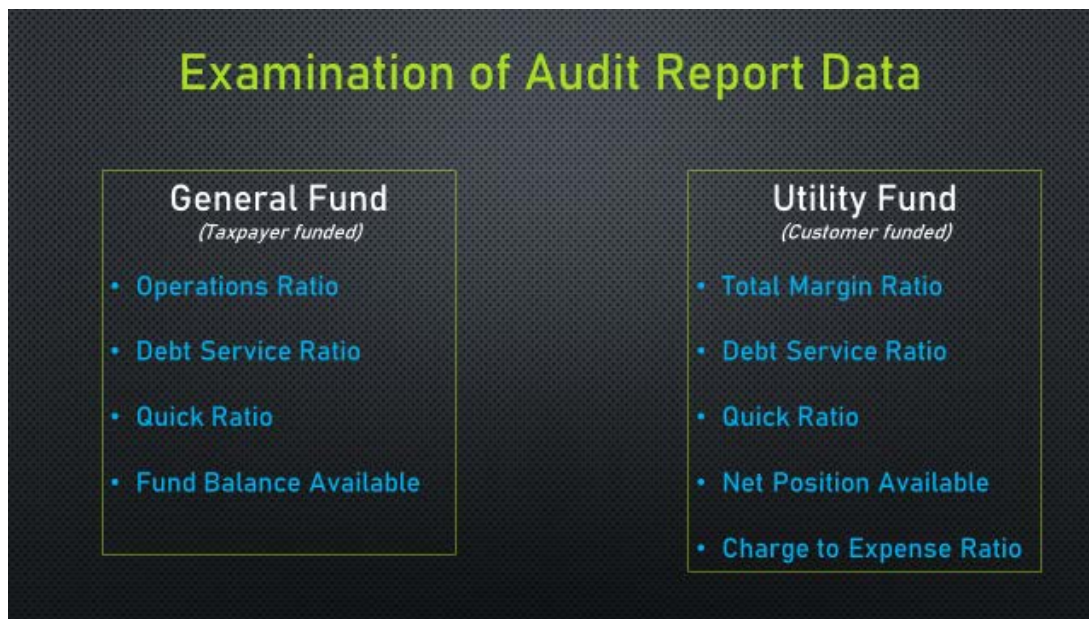 Examination of Audit Report Data
General Fund
(Taxpayer funded)
• Operations Ratio
• Debt Service Ratio
• Quick Ratio
• Fund Balance Available
Utility Fund
(Customer funded)
• Total Margin Ratio
• Debt Service Ratio
• Quick Ratio
• Net Position Available
• Charge to Expense Ratio